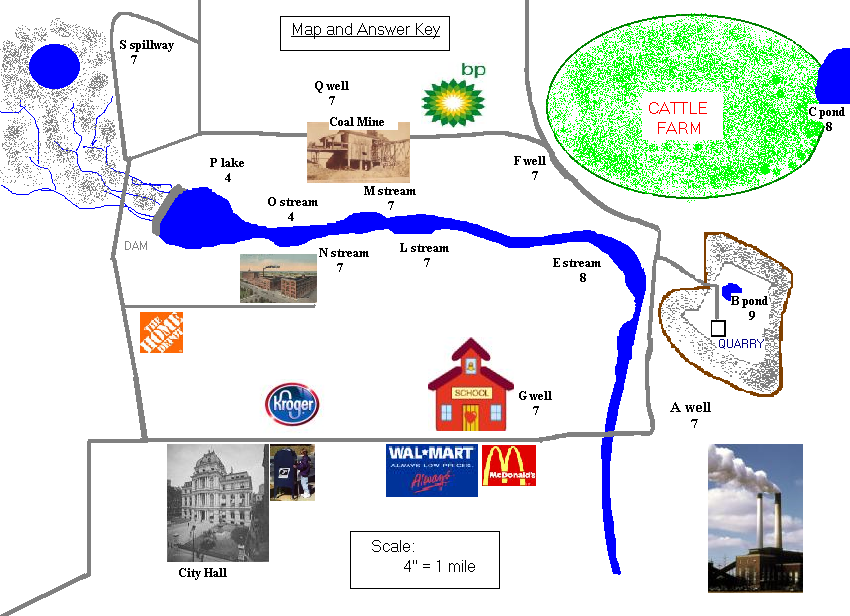 Map and Answer Key
S spillway
7
bp
Q well
7
Coal Mine
CATTLE
FARM
C pond
8
P lake
4
F well
7
M stream
7
O stream
4
DAM
N stream
7
L stream
7
E stream
8
B pond
9
QUARRY
THE
HOME
DEPOT
SCHOOL
Kroger
G well
7
A well
7
WAL★MART
ALWAYS LOW PRICES.
Always
McDonald's
City Hall
Scale:
4" = 1 mile